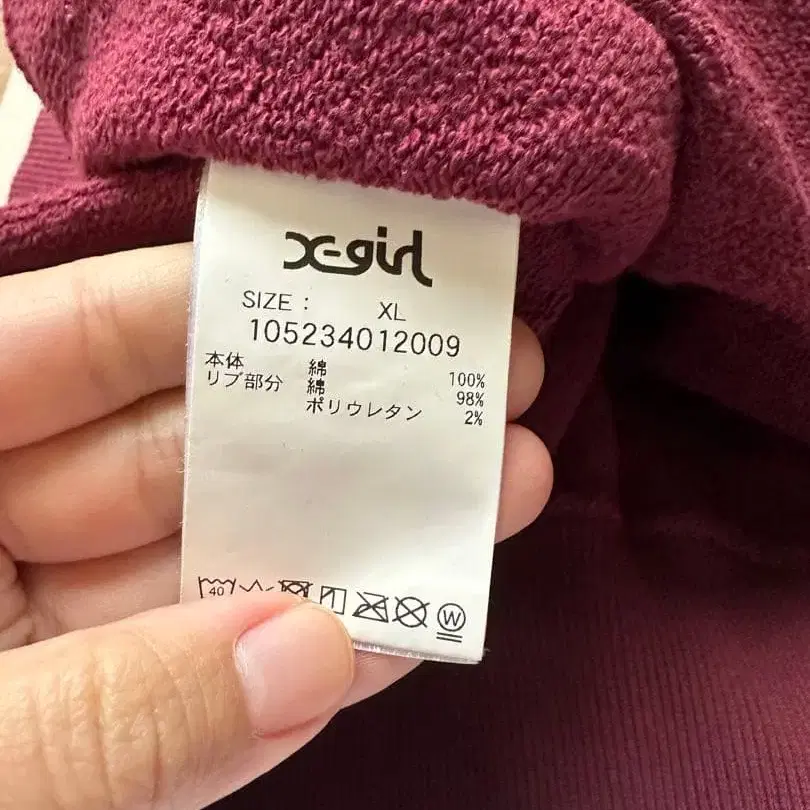 X-girl
SIZE : XL
105234012009
本体 綿 100%
リブ部分 綿 98%
ポリウレタン 2%
40 W